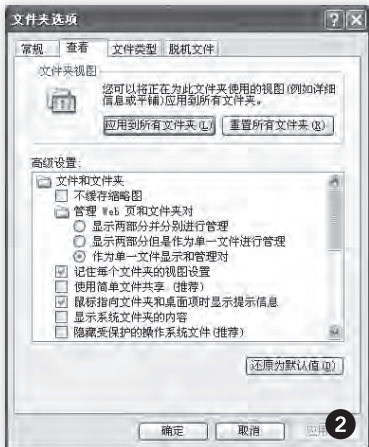 文件夹选项
常规 查看 文件类型 脱机文件
文件夹视图
您可以将正在为此文件夹使用的视图(例如详细
信息或平铺)应用到所有文件夹。
应用到所有文件夹(L) 重置所有文件夹(R)
高级设置:
文件和文件夹
不缓存缩略图
管理 Web 页和文件夹对
显示两部分并分别进行管理
显示两部分但是作为单一文件进行管理
作为单一文件显示和管理对
记住每个文件夹的视图设置
使用简单文件共享 (推荐)
鼠标指向文件夹和桌面项时显示提示信息
显示系统文件夹的内容
隐藏受保护的操作系统文件(推荐)
还原为默认值(D)
确定 取消 2